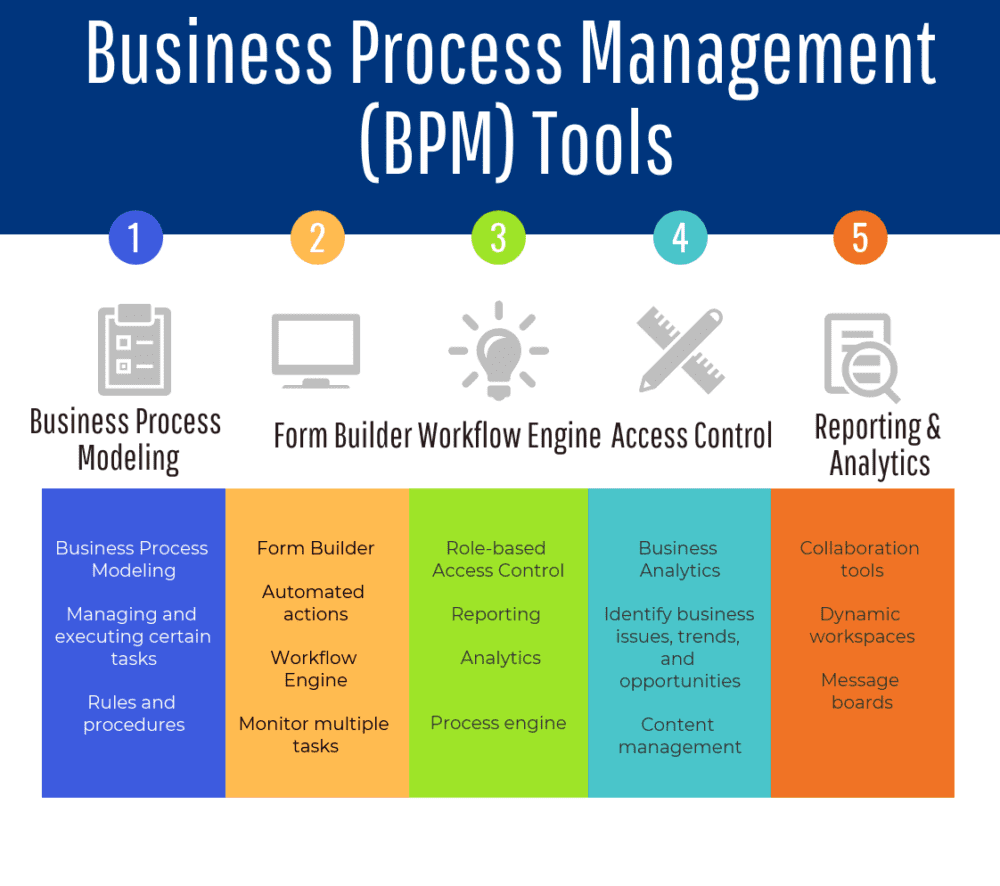 Business Process Management
(BPM) Tools
1
2
3
4
5
Business Process
Modeling
Form Builder
Workflow Engine
Access Control
Reporting &
Analytics
Business Process
Modeling
Managing and
executing certain
tasks
Rules and
procedures
Form Builder
Automated
actions
Workflow
Engine
Monitor multiple
tasks
Role-based
Access Control
Reporting
Analytics
Process engine
Business
Analytics
Identify business
issues, trends,
and
opportunities
Content
management
Collaboration
tools
Dynamic
workspaces
Message
boards